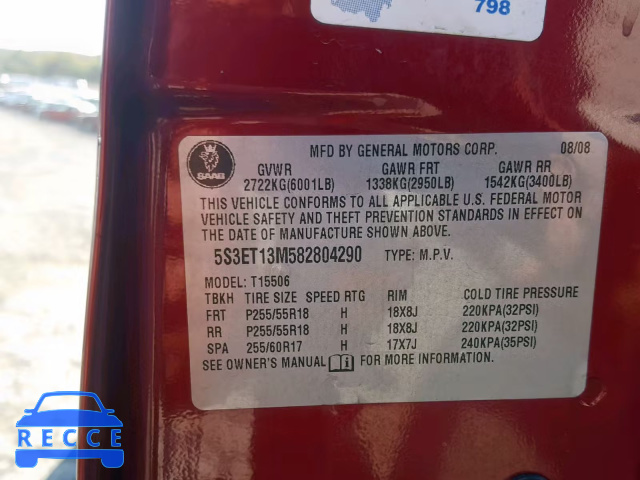 798
SAAB
MFD BY GENERAL MOTORS CORP. 08/08
GVWR GAWR FRT GAWR RR
2722KG(6001LB) 1338KG(2950LB) 1542KG(3400LB)
THIS VEHICLE CONFORMS TO ALL APPLICABLE U.S. FEDERAL MOTOR
VEHICLE SAFETY AND THEFT PREVENTION STANDARDS IN EFFECT ON
THE DATE OF MANUFACTURE SHOWN ABOVE.
5S3ET13M582804290 TYPE: M.P.V.
MODEL: T15506
TBKH TIRE SIZE SPEED RTG RIM COLD TIRE PRESSURE
FRT P255/55R18 H 18X8J 220KPA(32PSI)
RR P255/55R18 H 18X8J 220KPA(32PSI)
SPA 255/60R17 H 17X7J 240KPA(35PSI)
SEE OWNER'S MANUAL FOR MORE INFORMATION.
RECCE